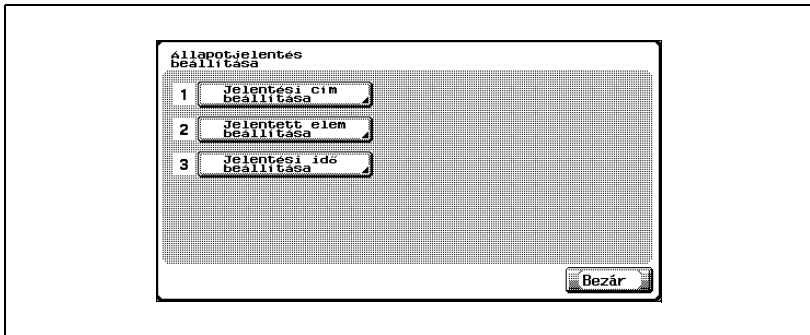 Állapotjelentés
beállítása
1 Jelentési cím
beállítása
2 Jelentett elem
beállítása
3 Jelentési idő
beállítása
Bezár